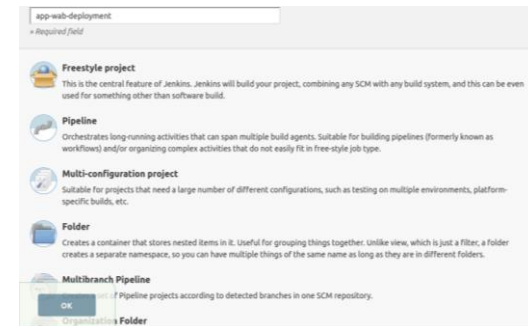 app-wab-deployment
» Required field
Freestyle project
This is the central feature of Jenkins. Jenkins will build your project, combining any SCM with any build system, and this can be even
used for something other than software build.
Pipeline
Orchestrates long-running activities that can span multiple build agents. Suitable for building pipelines (formerly known as
workflows) and/or organizing complex activities that do not easily fit in free-style job type.
Multi-configuration project
Suitable for projects that need a large number of different configurations, such as testing on multiple environments, platform-
specific builds, etc.
Folder
Creates a container that stores nested items in it. Useful for grouping things together. Unlike view, which is just a filter, a folder
creates a separate namespace, so you can have multiple things of the same name as long as they are in different folders.
Multibranch Pipeline
of Pipeline projects according to detected branches in one SCM repository.
OK
Organization Folder